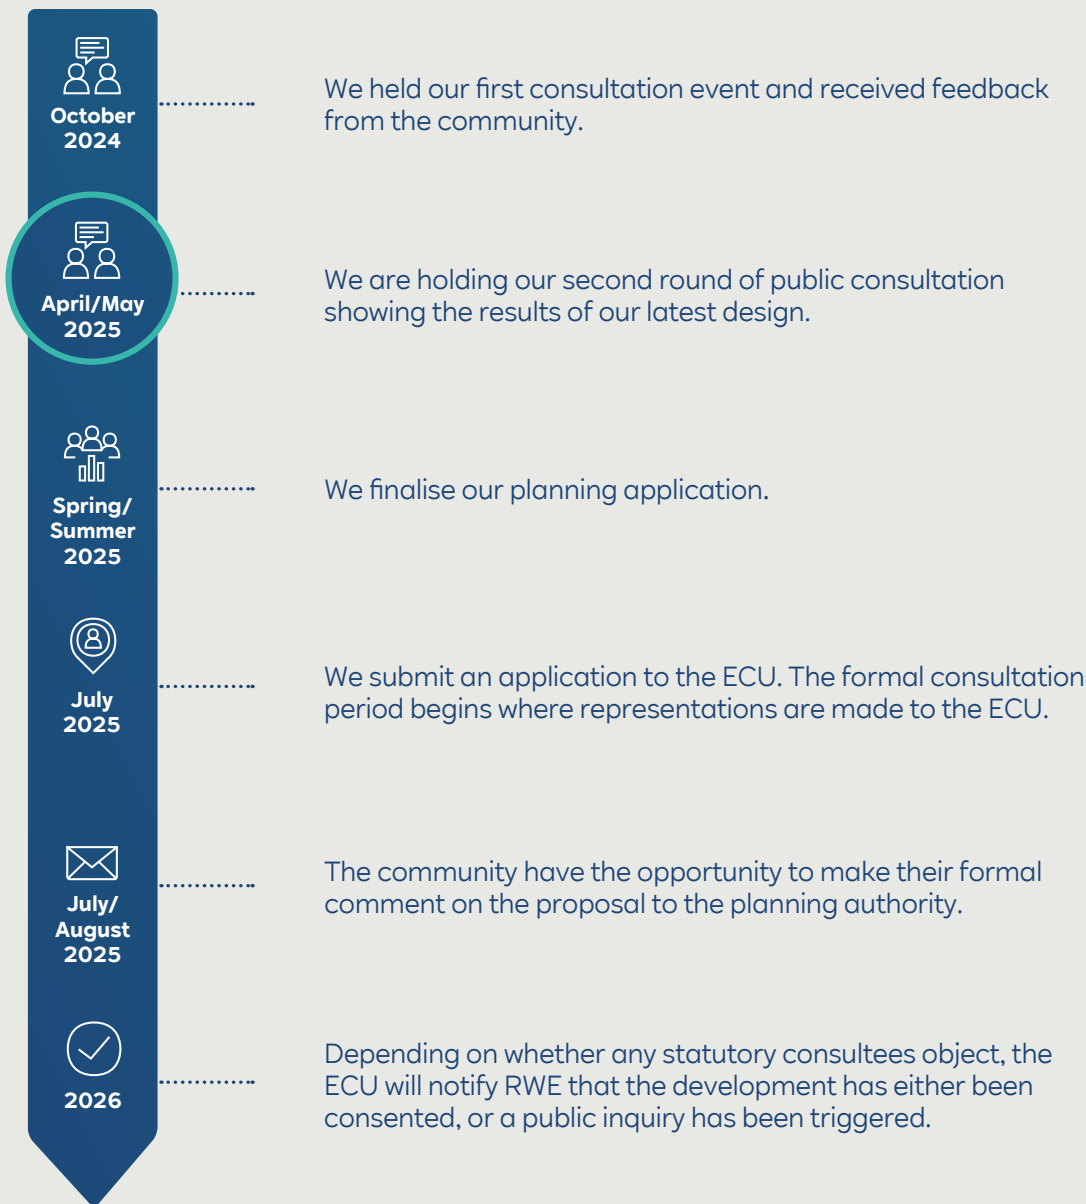 October
2024
We held our first consultation event and received feedback
from the community.
April/May
2025
We are holding our second round of public consultation
showing the results of our latest design.
Spring/
Summer
2025
We finalise our planning application.
July
2025
We submit an application to the ECU. The formal consultation
period begins where representations are made to the ECU.
July/
August
2025
The community have the opportunity to make their formal
comment on the proposal to the planning authority.
2026
Depending on whether any statutory consultees object, the
ECU will notify RWE that the development has either been
consented, or a public inquiry has been triggered.